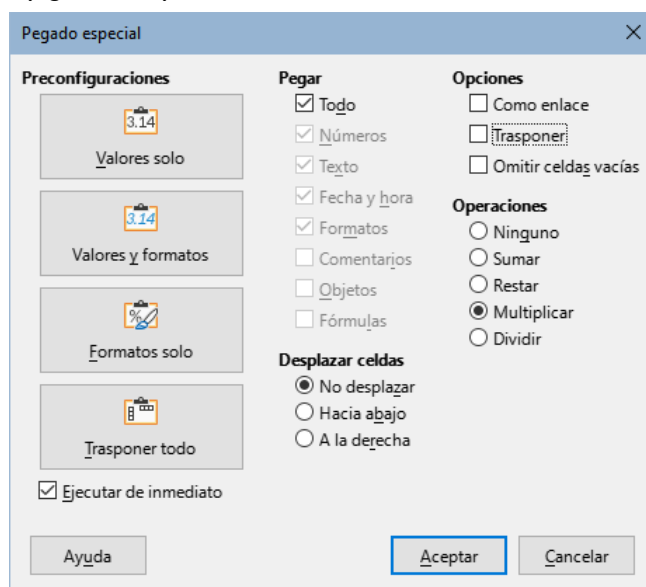 Pegado especial
Preconfiguraciones
3.14
Valores solo
3.14
Valores y formatos
%
Formatos solo
Trasponer todo
Ejecutar de inmediato
Pegar
Todo
Números
Texto
Fecha y hora
Formatos
Comentarios
Objetos
Fórmulas
Desplazar celdas
No desplazar
Hacia abajo
A la derecha
Opciones
Como enlace
Trasponer
Omitir celdas vacías
Operaciones
Ninguno
Sumar
Restar
Multiplicar
Dividir
Ayuda
Aceptar
Cancelar